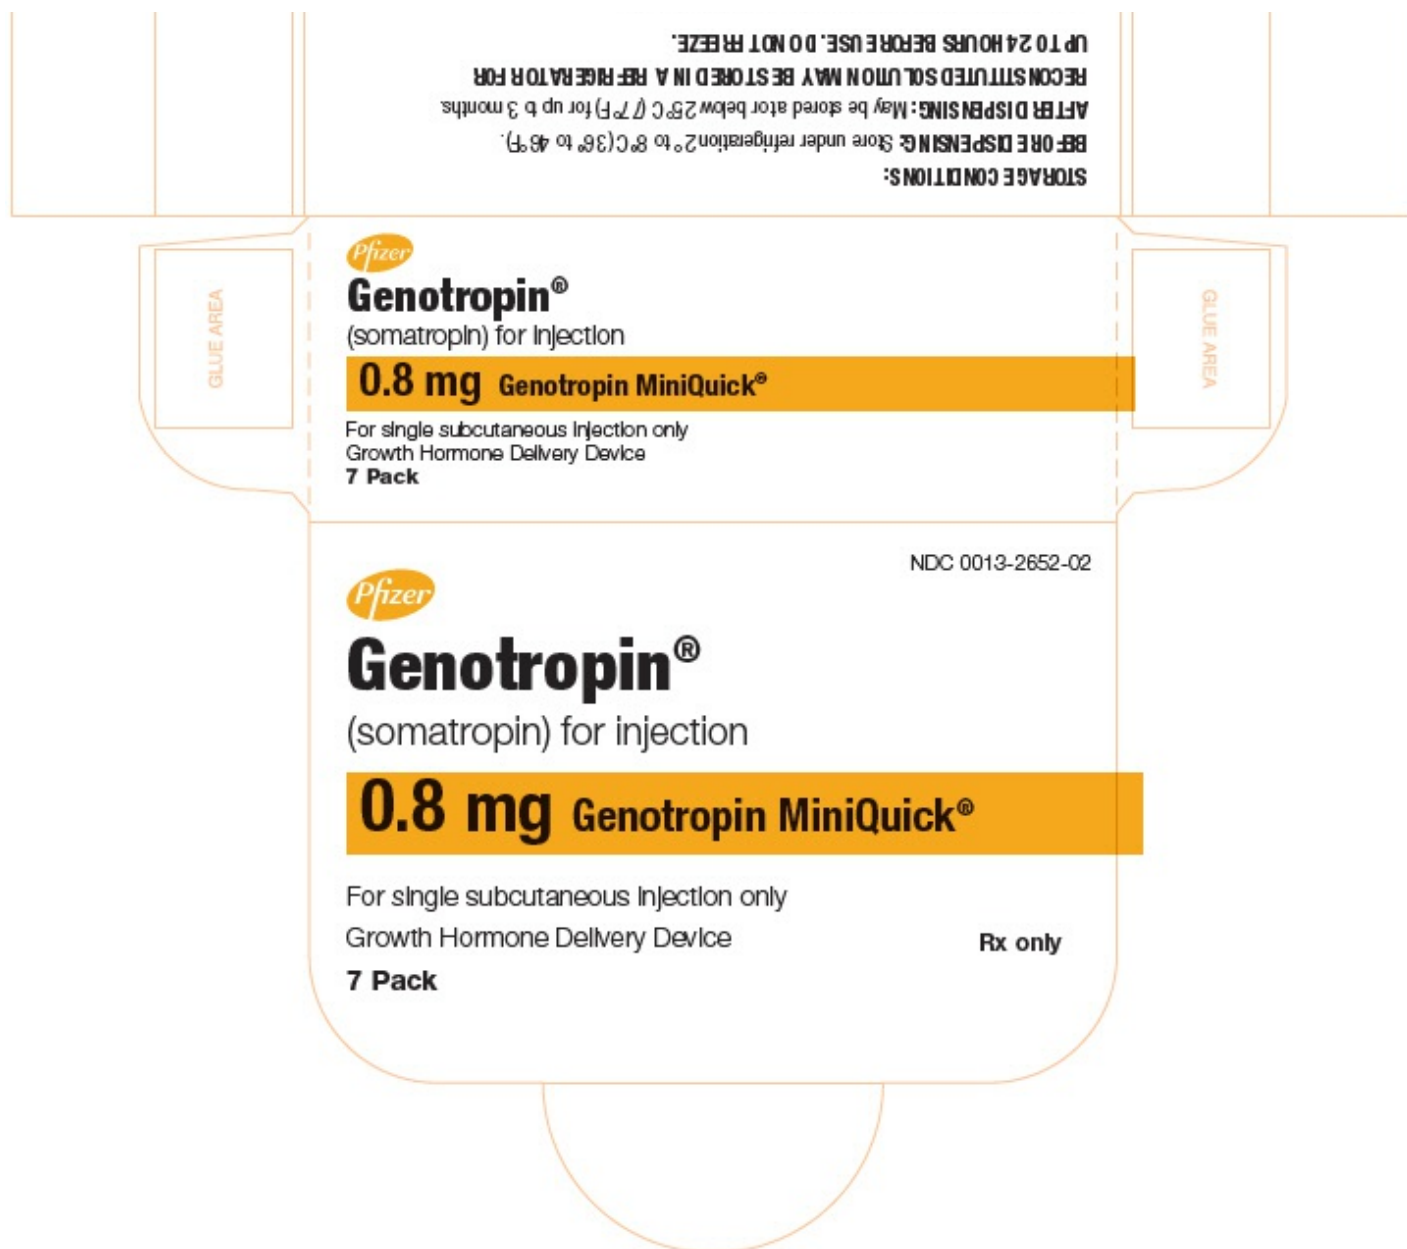 STORAGE CONDITIONS:
BEFORE DISPENSING: Store under refrigeration 2° to 8°C (36° to 46°F).
AFTER DISPENSING: May be stored ator below 25°C (77°F) for up to 3 months.
RECONSTITUTED SOLUTION MAY BE STORED IN A REFRIGERATOR FOR
UP TO 24 HOURS BEFORE USE. DO NOT FREEZE.
Pfizer
Genotropin®
(somatropin) for injection
0.8 mg Genotropin MiniQuick®
For single subcutaneous injection only
Growth Hormone Delivery Device
7 Pack
GLUE AREA
GLUE AREA
NDC 0013-2652-02
Pfizer
Genotropin®
(somatropin) for injection
0.8 mg Genotropin MiniQuick®
For single subcutaneous injection only
Growth Hormone Delivery Device
Rx only
7 Pack